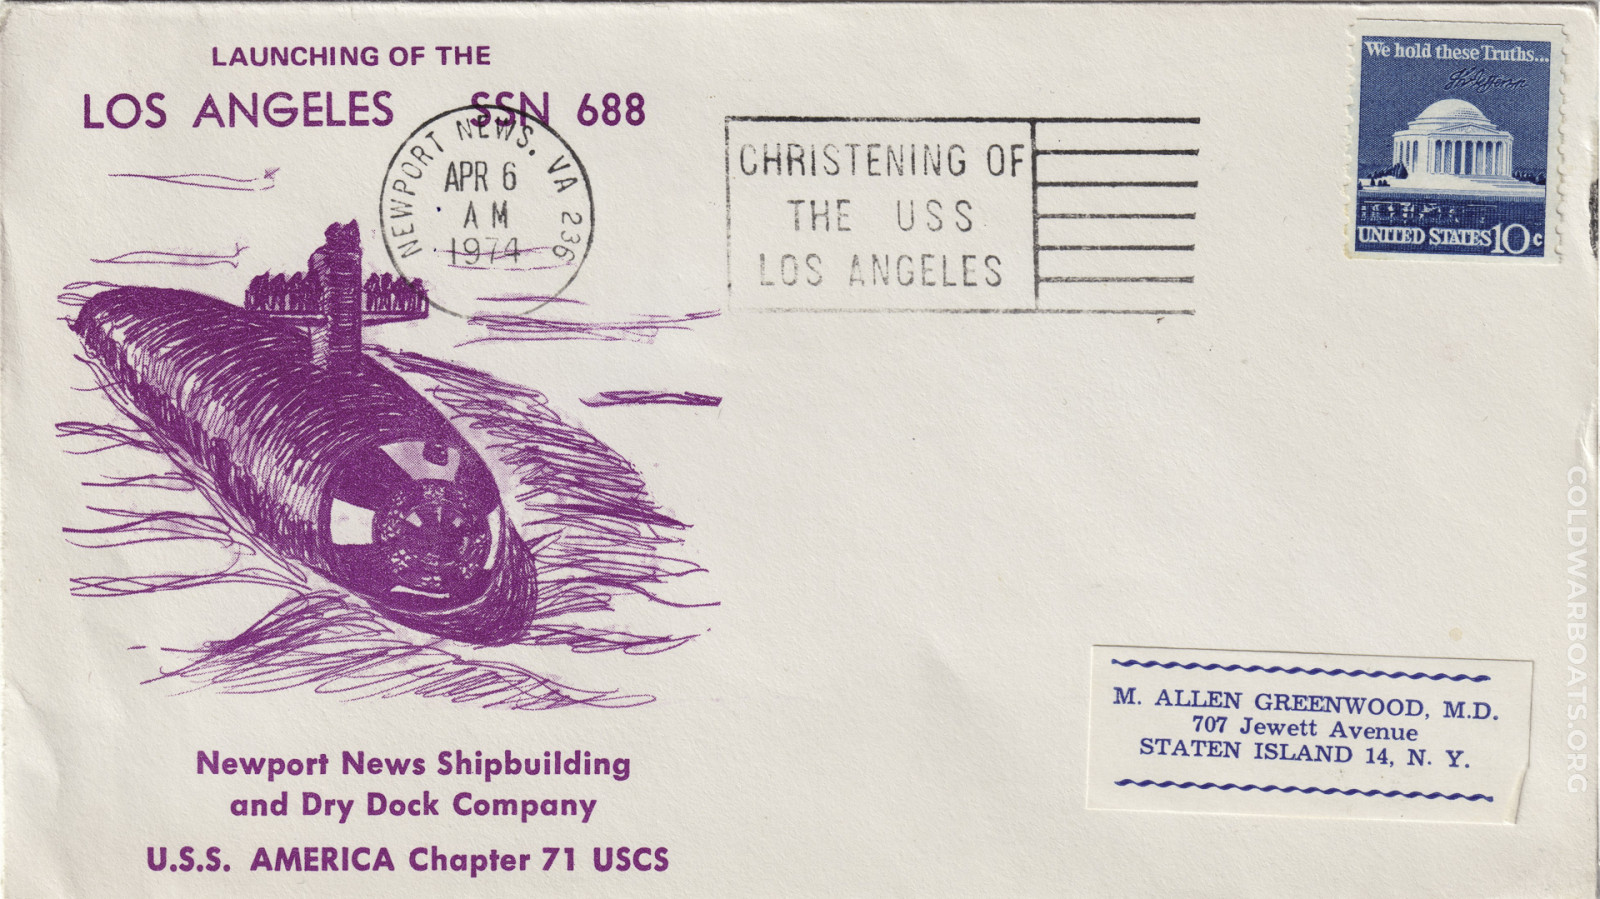 LAUNCHING OF THE
LOS ANGELES SSN 688
NEWPORT NEWS. VA 236
APR 6
AM
1974
CHRISTENING OF
THE USS
LOS ANGELES
We hold these Truths...
Th Jefferson
UNITED STATES 10c
Newport News Shipbuilding
and Dry Dock Company
U.S.S. AMERICA Chapter 71 USCS
M. ALLEN GREENWOOD, M.D.
707 Jewett Avenue
STATEN ISLAND 14, N. Y.
COLDWARBOATS.ORG